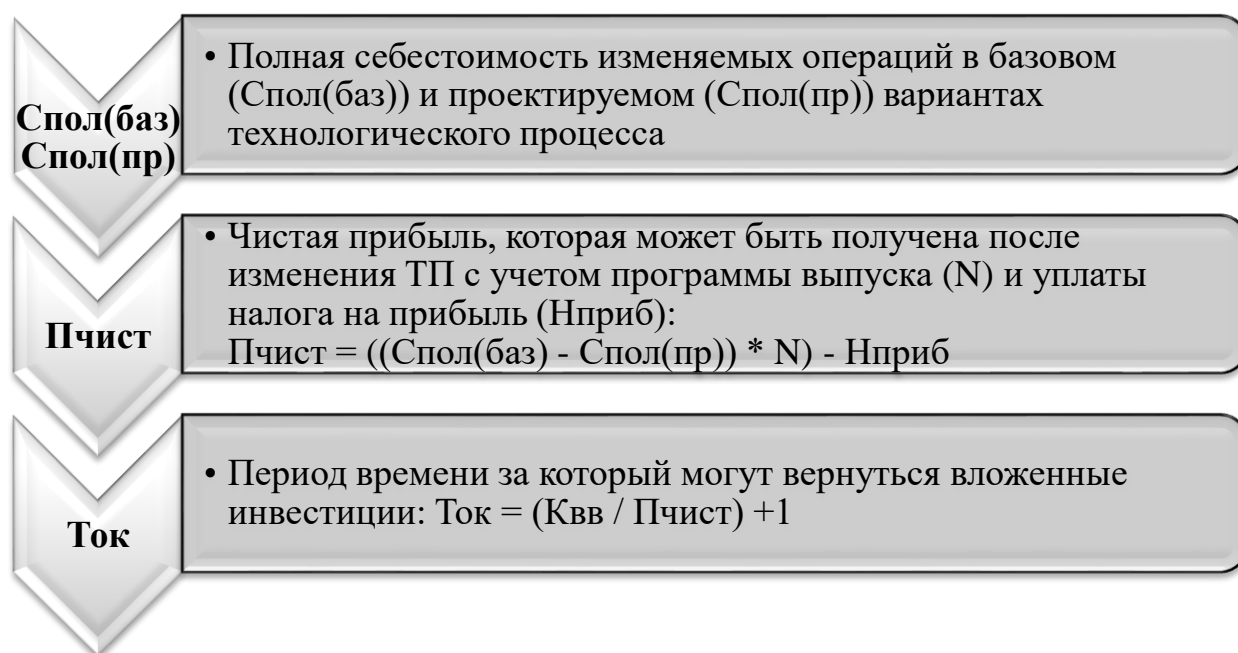 Спол(баз)
Спол(пр)
• Полная себестоимость изменяемых операций в базовом
(Спол(баз)) и проектируемом (Спол(пр)) вариантах
технологического процесса
Пчист
• Чистая прибыль, которая может быть получена после
изменения ТП с учетом программы выпуска (N) и уплаты
налога на прибыль (Нприб):
Пчист = ((Спол(баз) - Спол(пр)) * N) - Нприб
Ток
• Период времени за который могут вернуться вложенные
инвестиции: Ток = (Квв / Пчист) +1